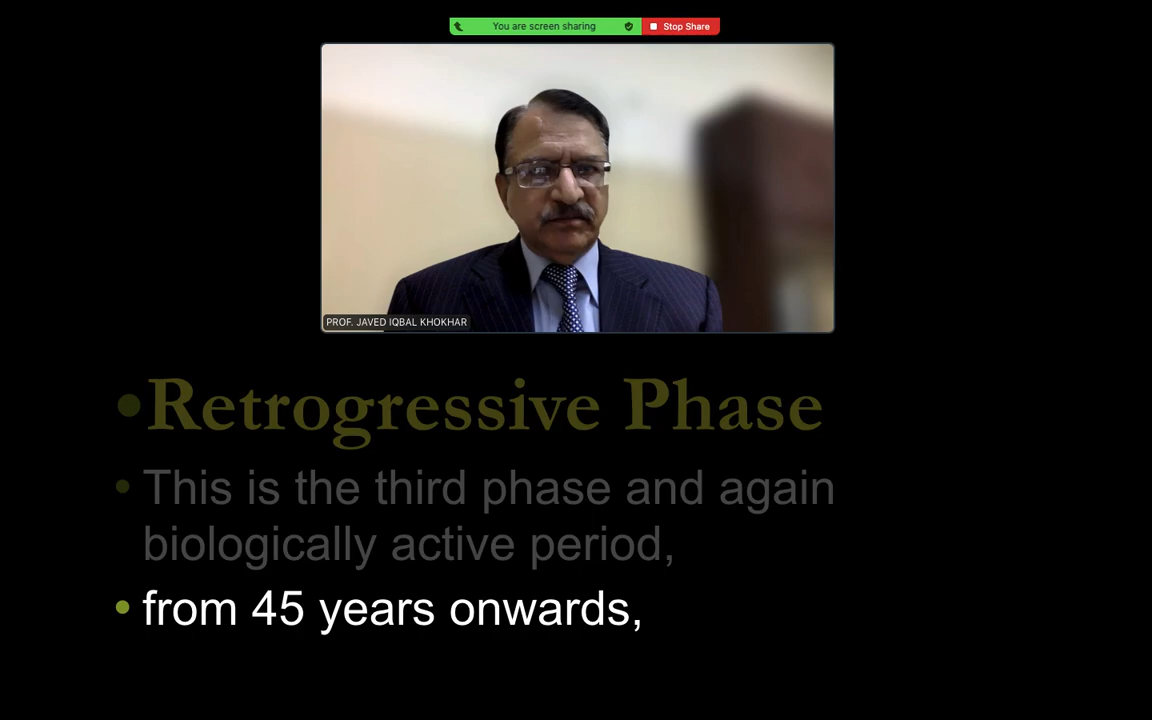 You are screen sharing
Stop Share
PROF. JAVED IQBAL KHOKHAR
•Retrogressive Phase
• This is the third phase and again
biologically active period,
• from 45 years onwards,